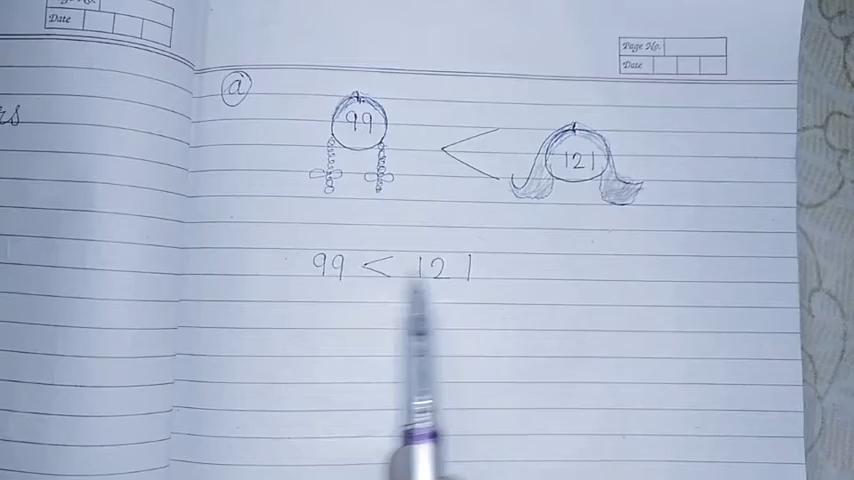 Date
Page No.
Date
a
99 < 121
99 < 121